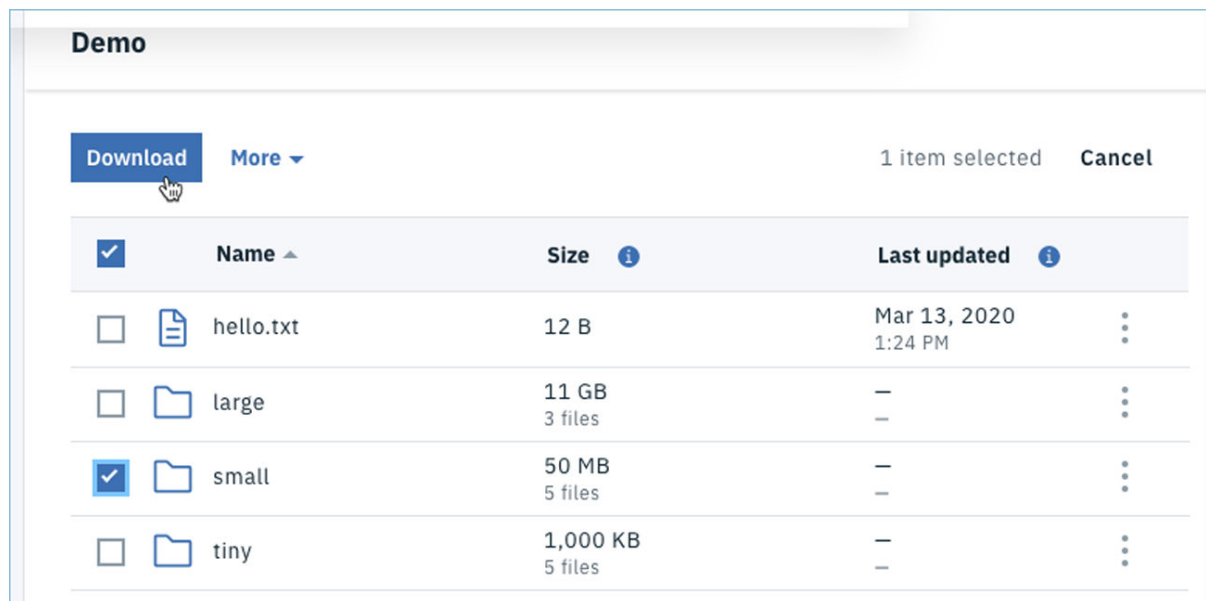 Demo
Download More 1 item selected Cancel
Name Size Last updated
hello.txt 12 B Mar 13, 2020
1:24 PM
large 11 GB –
3 files –
small 50 MB –
5 files –
tiny 1,000 KB –
5 files –